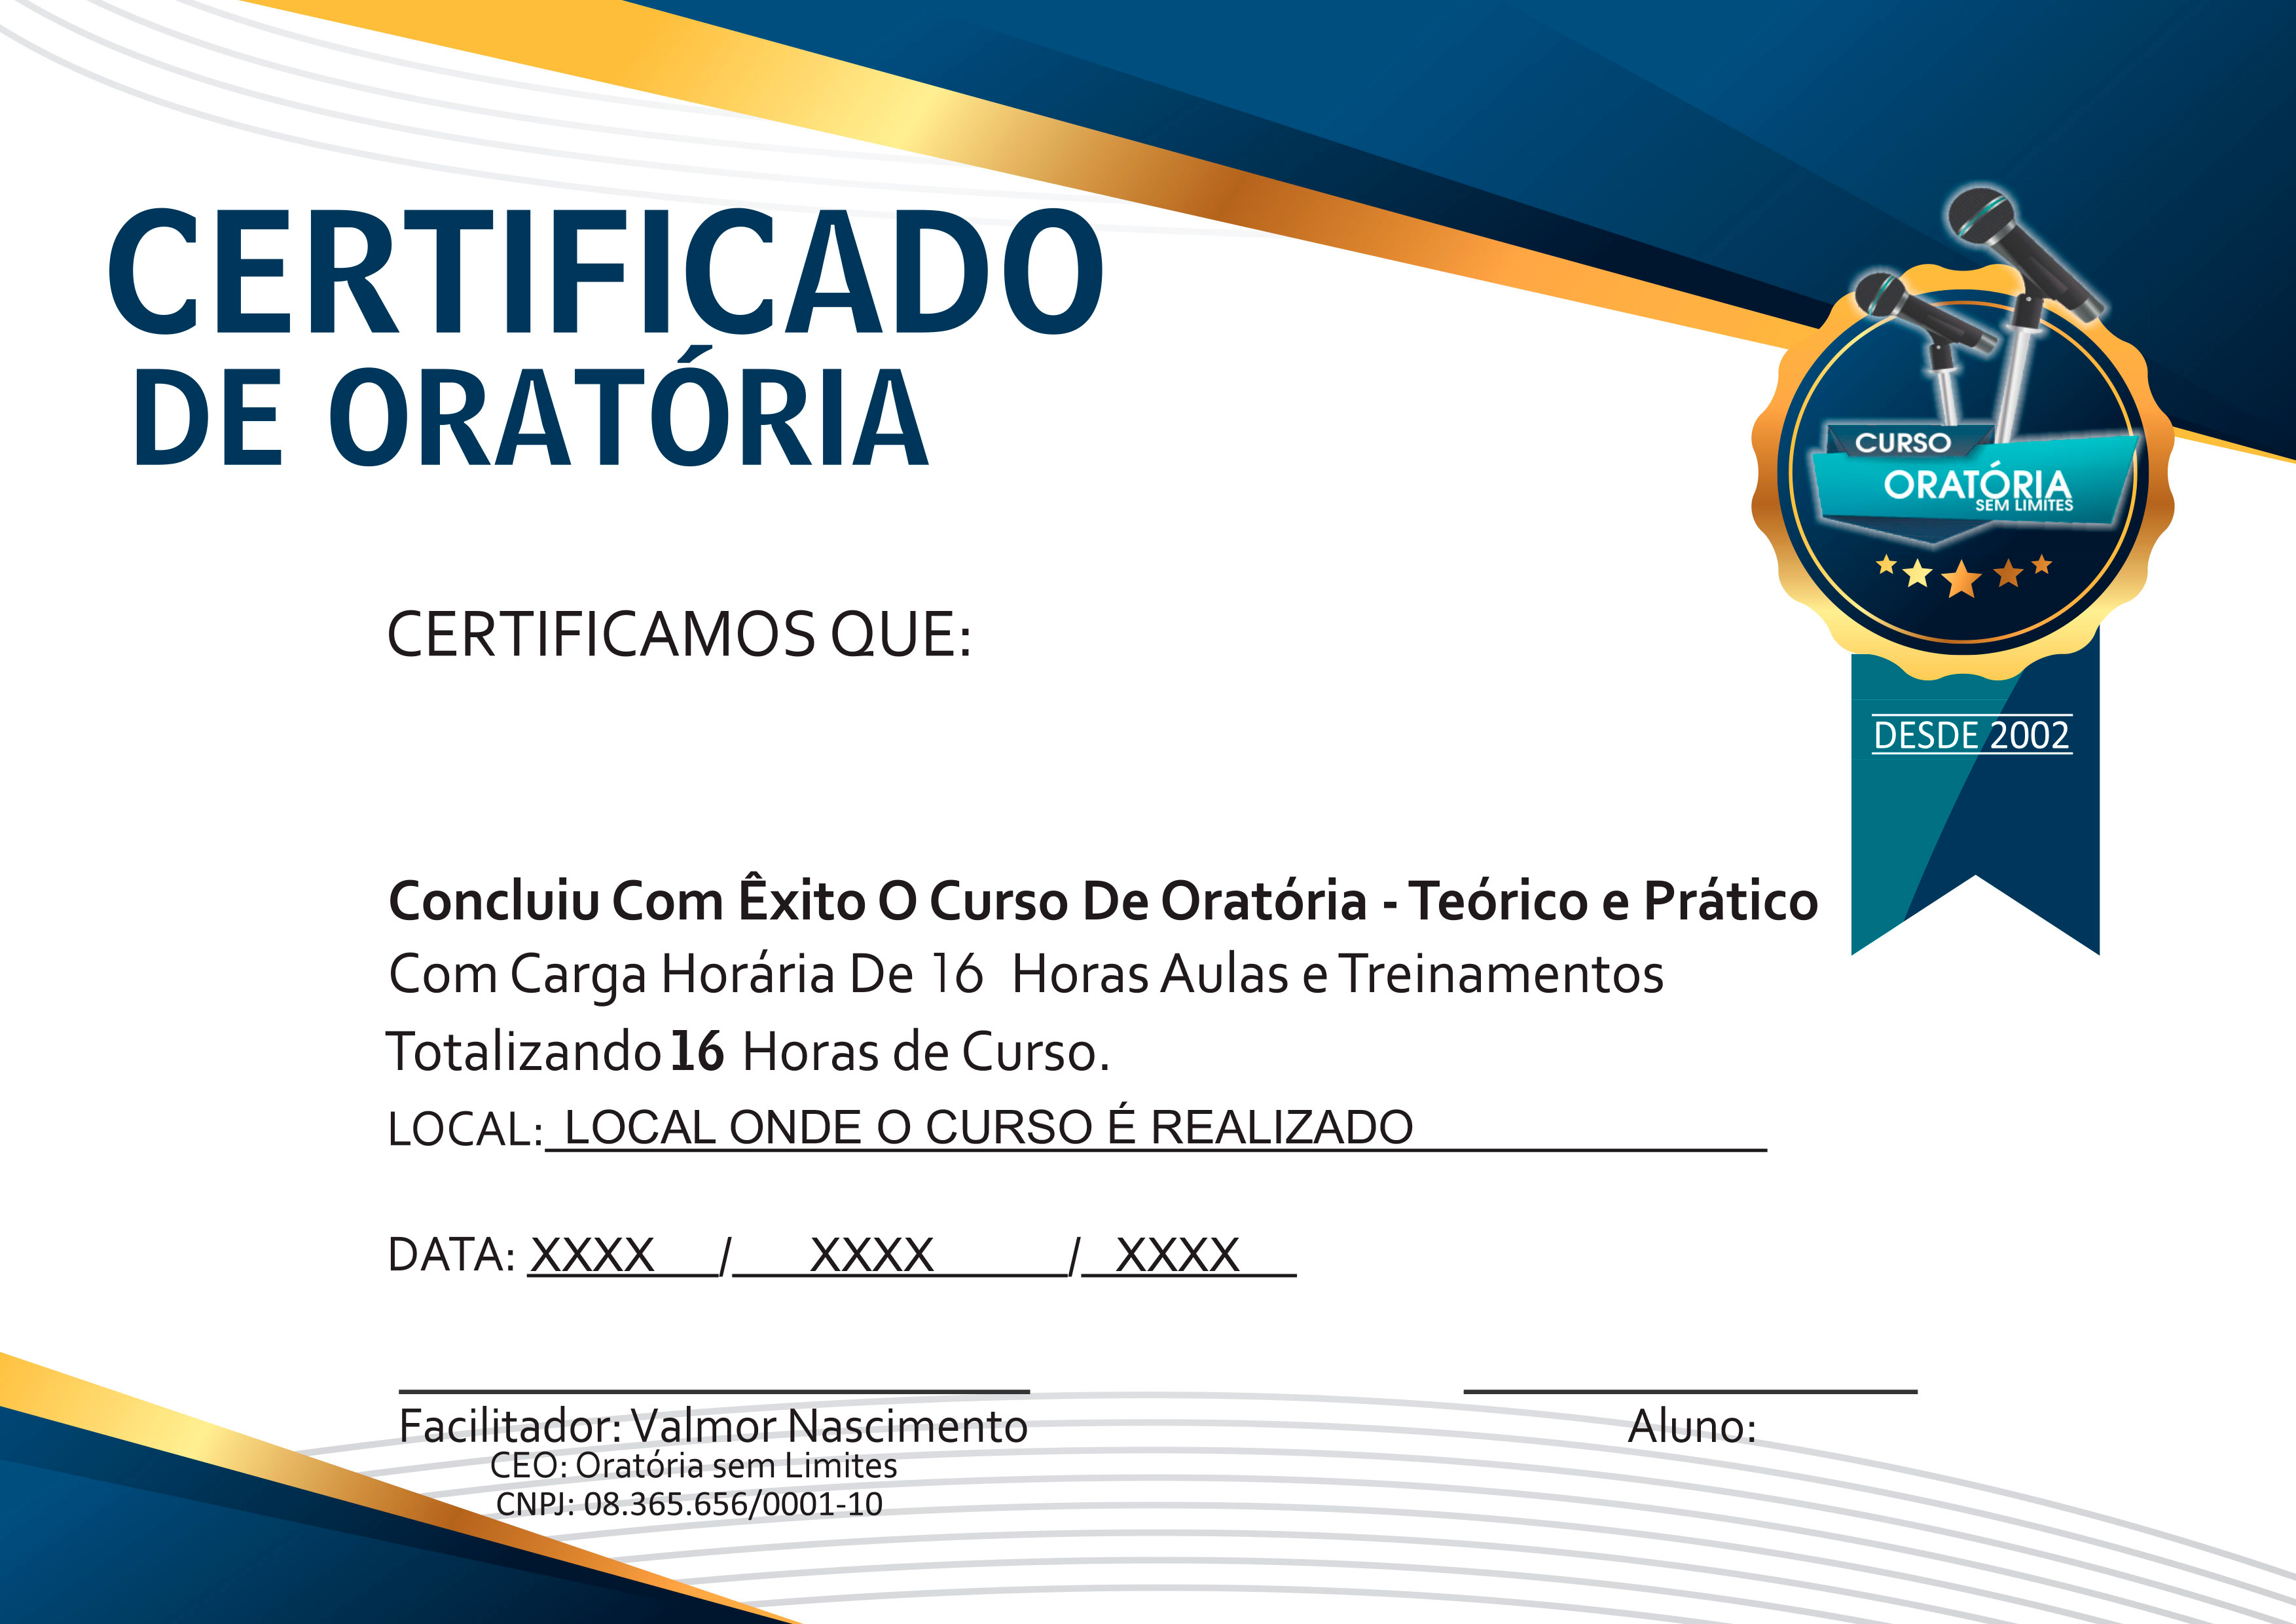 CERTIFICADO
DE ORATÓRIA
CURSO
ORATÓRIA
SEM LIMITES
CERTIFICAMOS QUE:
DESDE 2002
Concluiu Com Êxito O Curso De Oratória - Teórico e Prático
Com Carga Horária De 16 Horas Aulas e Treinamentos
Totalizando 16 Horas de Curso.
LOCAL: LOCAL ONDE O CURSO É REALIZADO
DATA: XXXX / XXXX / XXXX
Facilitador: Valmor Nascimento
CEO: Oratória sem Limites
CNPJ: 08.365.656/0001-10
Aluno: